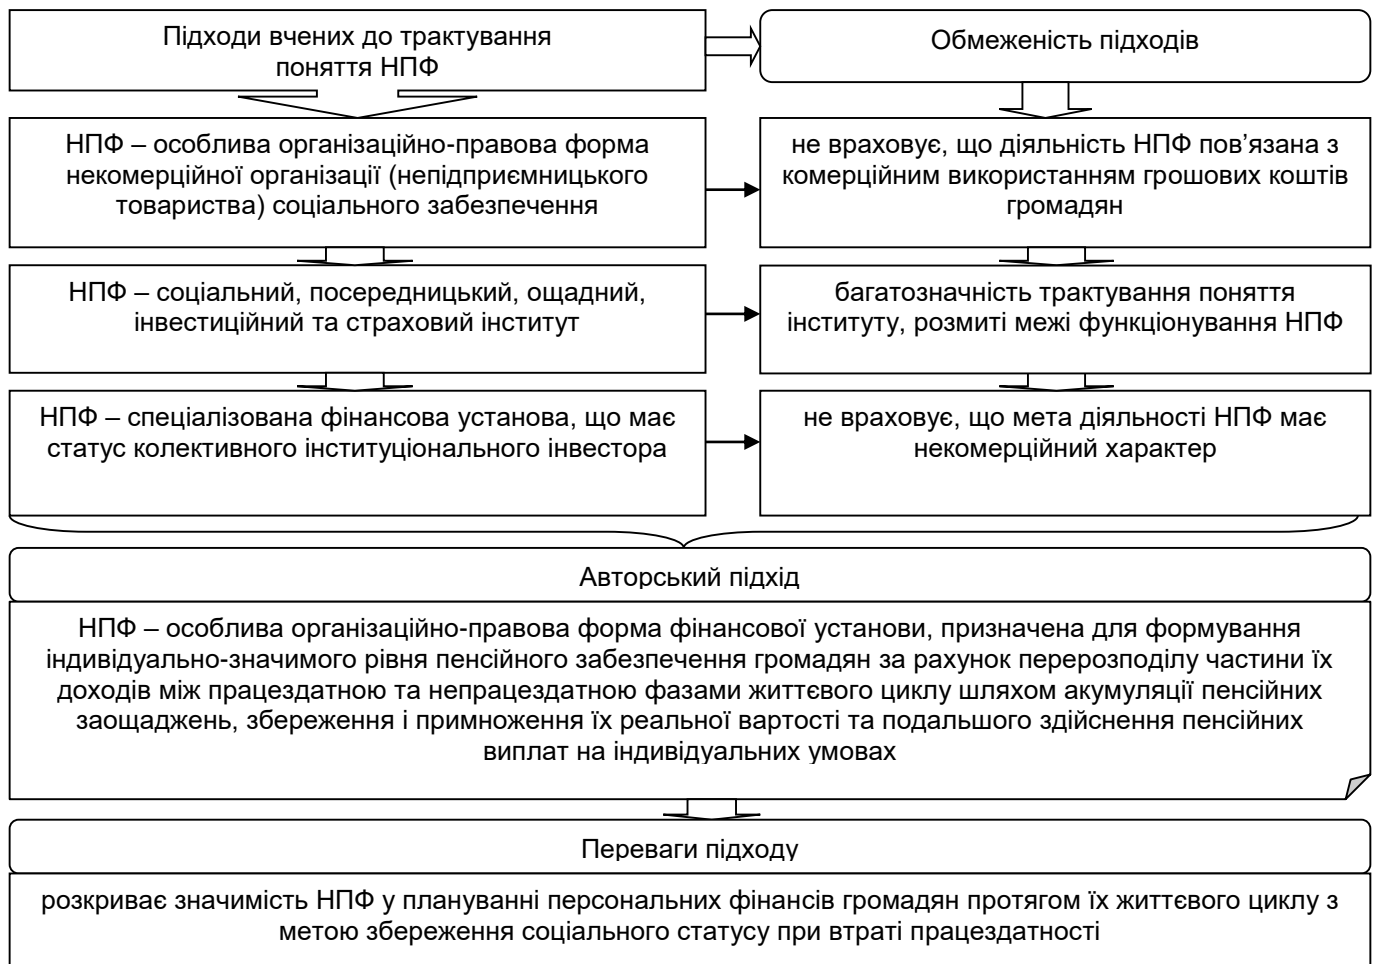 Підходи вчених до трактування
поняття НПФ
Обмеженість підходів
НПФ – особлива організаційно-правова форма
некомерційної організації (непідприємницького
товариства) соціального забезпечення
не враховує, що діяльність НПФ пов’язана з
комерційним використанням грошових коштів
громадян
НПФ – соціальний, посередницький, ощадний,
інвестиційний та страховий інститут
багатозначність трактування поняття
інституту, розмиті межі функціонування НПФ
НПФ – спеціалізована фінансова установа, що має
статус колективного інституціонального інвестора
не враховує, що мета діяльності НПФ має
некомерційний характер
Авторський підхід
НПФ – особлива організаційно-правова форма фінансової установи, призначена для формування
індивідуально-значимого рівня пенсійного забезпечення громадян за рахунок перерозподілу частини їх
доходів між працездатною та непрацездатною фазами життєвого циклу шляхом акумуляції пенсійних
заощаджень, збереження і примноження їх реальної вартості та подальшого здійснення пенсійних
виплат на індивідуальних умовах
Переваги підходу
розкриває значимість НПФ у плануванні персональних фінансів громадян протягом їх життєвого циклу з
метою збереження соціального статусу при втраті працездатності